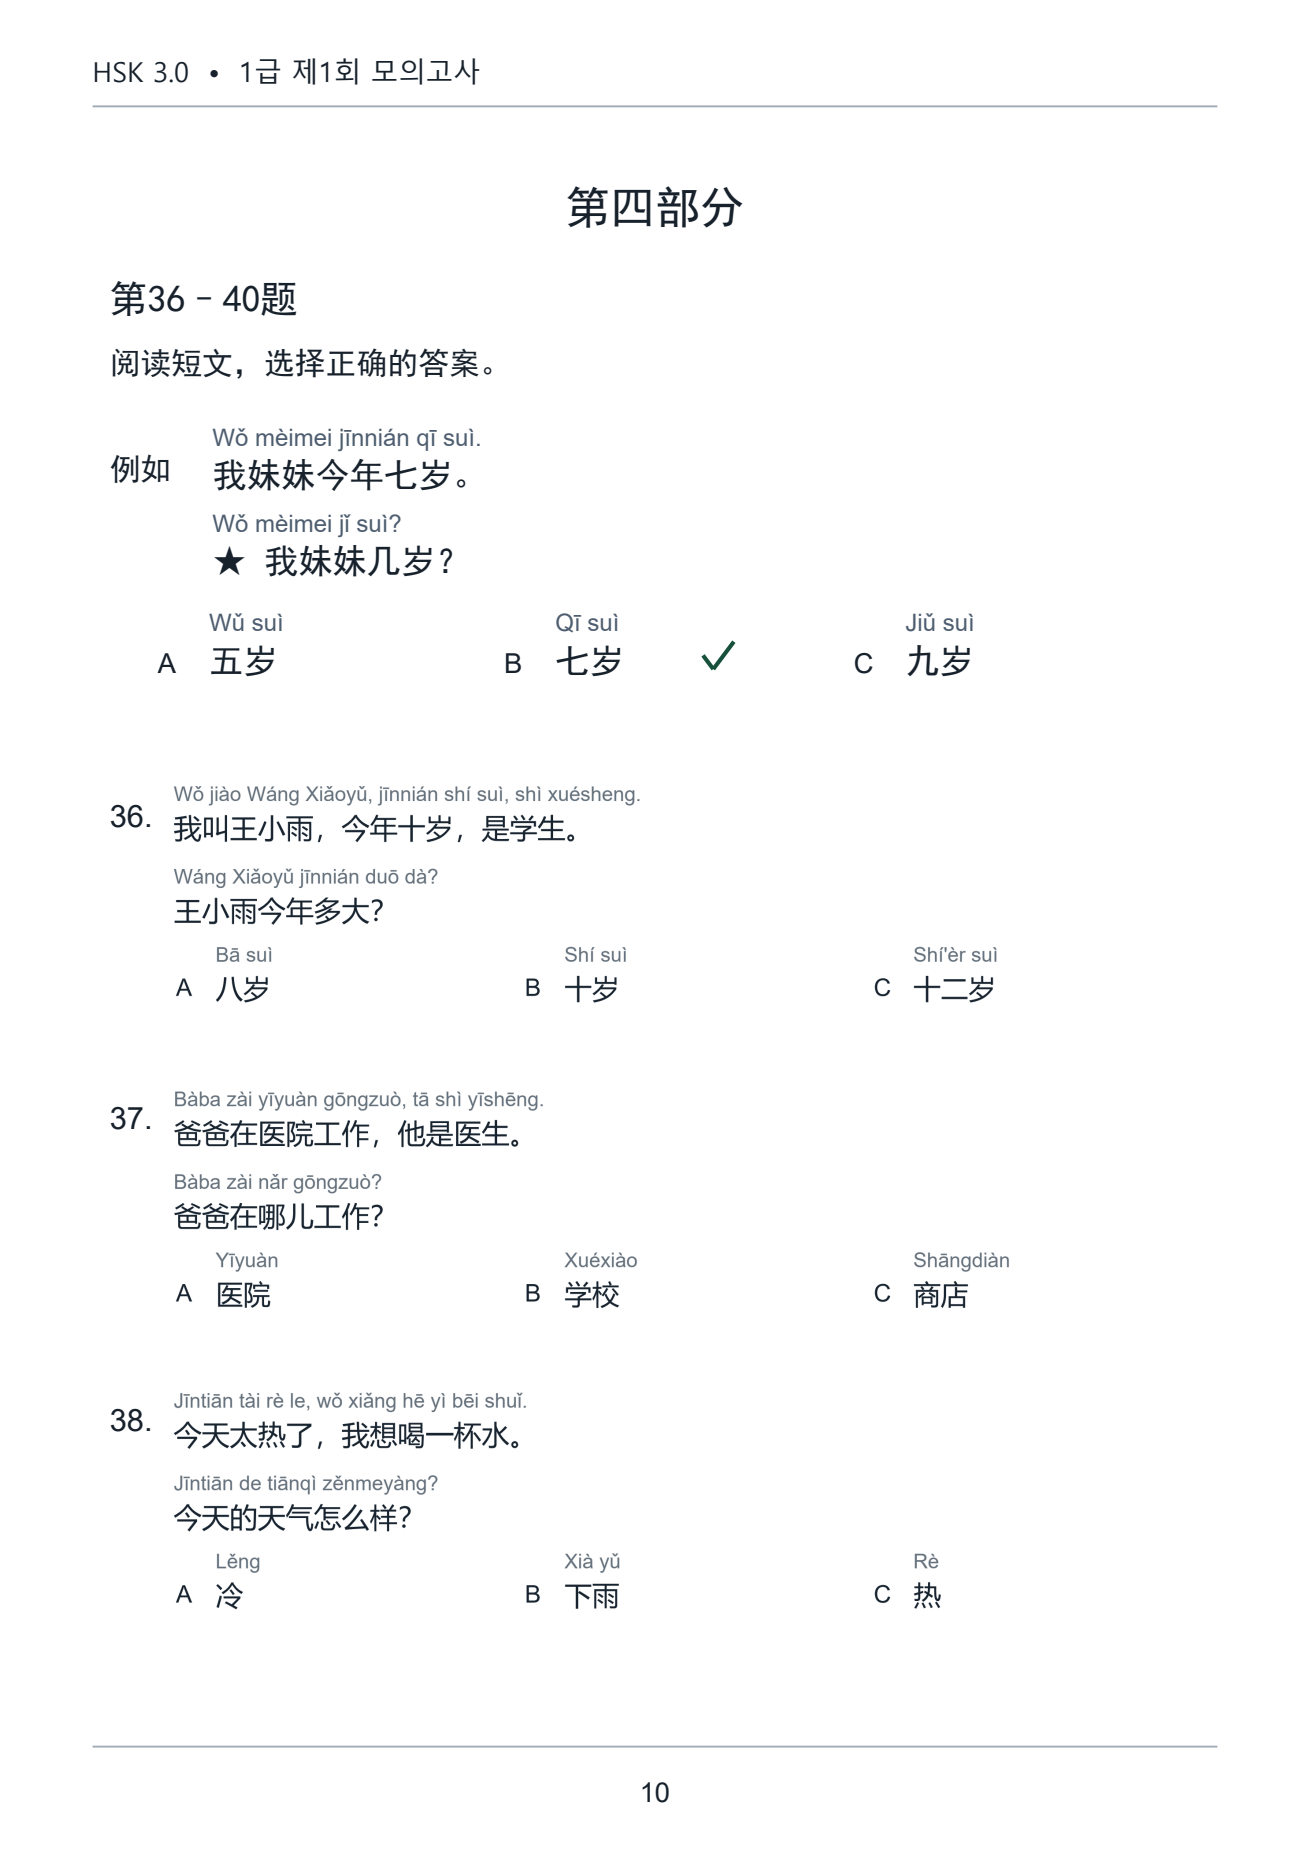 HSK 3.0 • 1급 제1회 모의고사
第四部分
第36－40题
阅读短文，选择正确的答案。
Wǒ mèimei jīnnián qī suì.
例如 我妹妹今年七岁。
Wǒ mèimei jǐ suì?
★ 我妹妹几岁？
Wǔ suì Qī suì Jiǔ suì
A 五岁 B 七岁 ✓ C 九岁
Wǒ jiào Wáng Xiǎoyǔ, jīnnián shí suì, shì xuésheng.
36. 我叫王小雨，今年十岁，是学生。
Wáng Xiǎoyǔ jīnnián duō dà?
王小雨今年多大？
Bā suì Shí suì Shí'èr suì
A 八岁 B 十岁 C 十二岁
Bàba zài yīyuàn gōngzuò, tā shì yīshēng.
37. 爸爸在医院工作，他是医生。
Bàba zài nǎr gōngzuò?
爸爸在哪儿工作？
Yīyuàn Xuéxiào Shāngdiàn
A 医院 B 学校 C 商店
Jīntiān tài rè le, wǒ xiǎng hē yì bēi shuǐ.
38. 今天太热了，我想喝一杯水。
Jīntiān de tiānqì zěnmeyàng?
今天的天气怎么样？
Lěng Xià yǔ Rè
A 冷 B 下雨 C 热
10